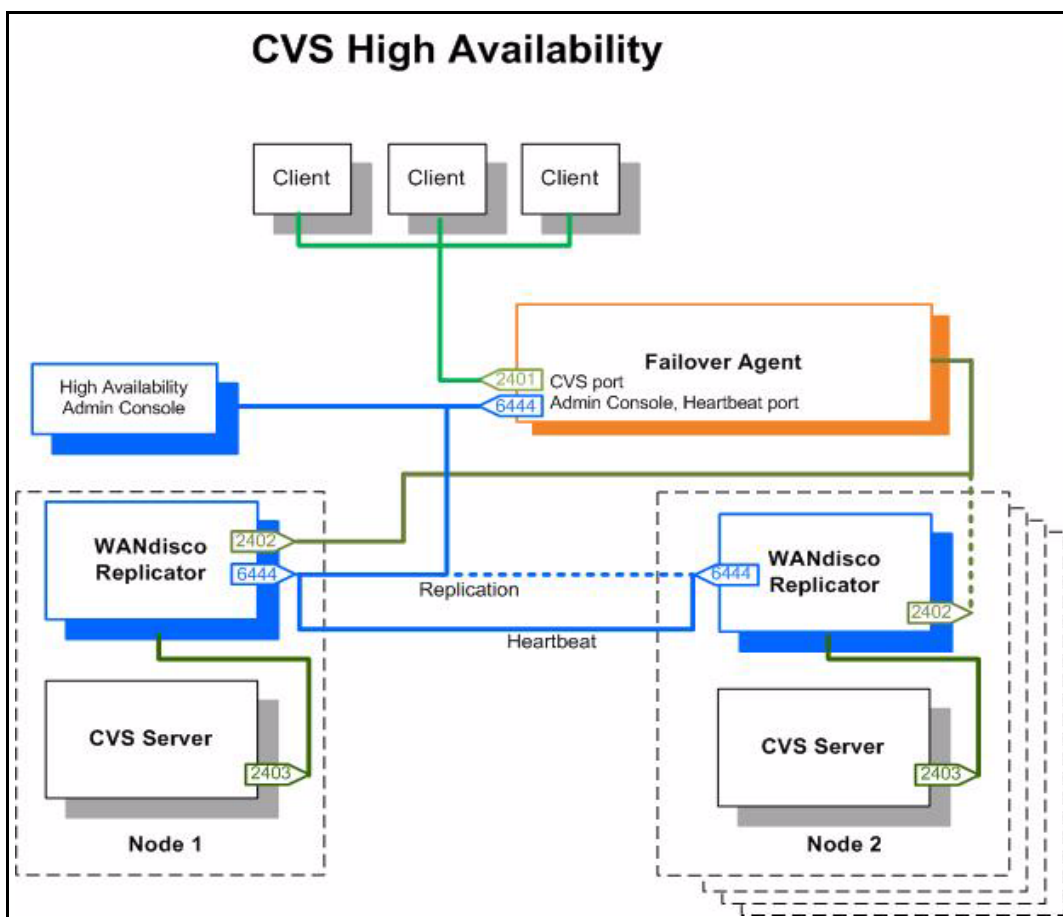 CVS High Availability
Client
Client
Client
Failover Agent
2401
CVS port
6444
Admin Console, Heartbeat port
High Availability
Admin Console
WANdisco
Replicator
2402
6444
Replication
Heartbeat
6444
WANdisco
Replicator
2402
CVS Server
2403
Node 1
CVS Server
2403
Node 2